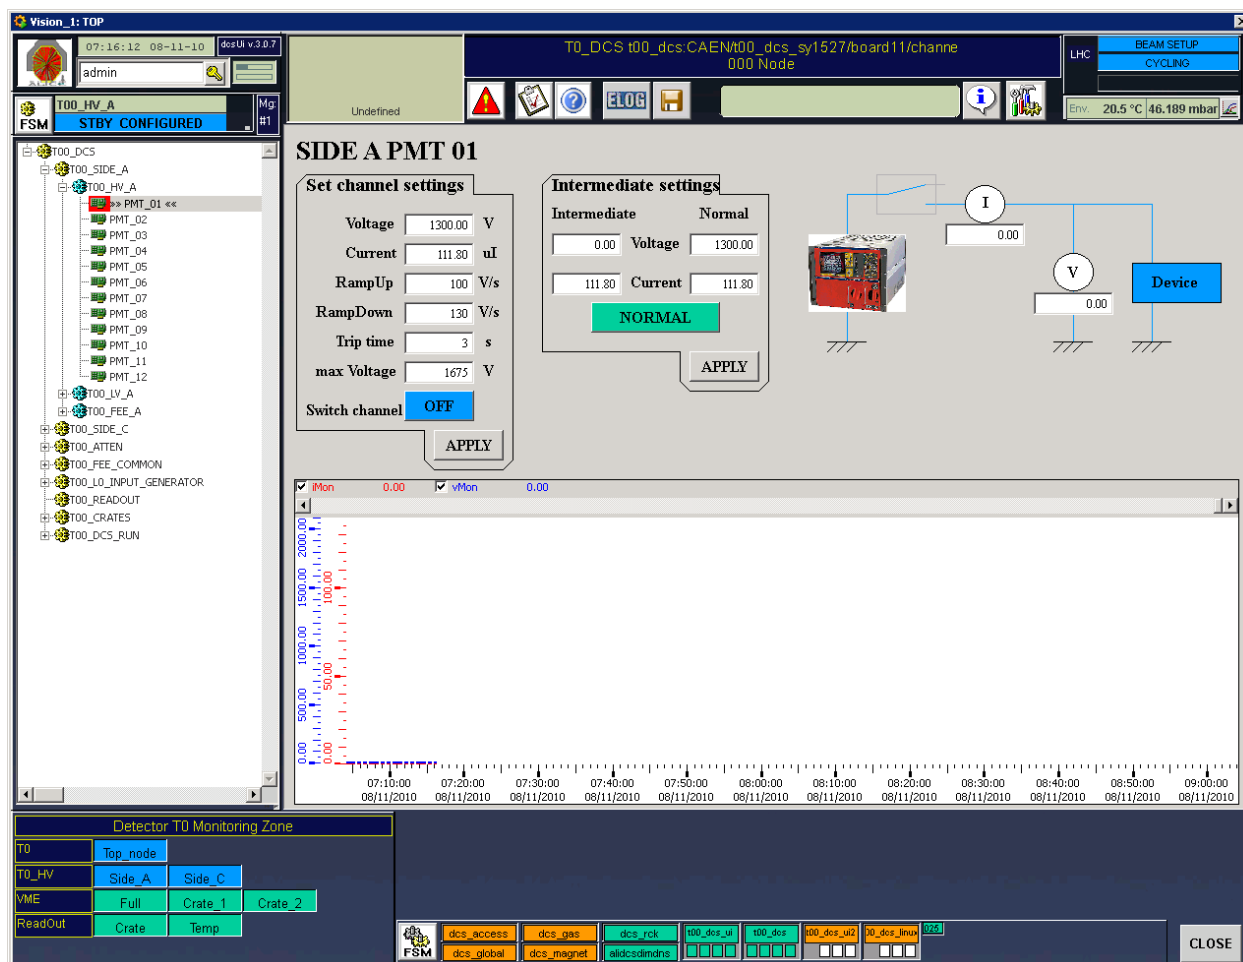 Vision_1: TOP
07:16:12 08-11-10
dcsUi v.3.0.7
admin
T00_HV_A
STBY CONFIGURED
FSM
Mg:
#1
Undefined
T0_DCS t00_dcs:CAEN/t00_dcs_sy1527/board11/channe
000 Node
ELOG
LHC
BEAM SETUP
CYCLING
Env. 20.5 °C 46.189 mbar
T00_DCS
T00_SIDE_A
T00_HV_A
»» PMT_01 ««
PMT_02
PMT_03
PMT_04
PMT_05
PMT_06
PMT_07
PMT_08
PMT_09
PMT_10
PMT_11
PMT_12
T00_LV_A
T00_FEE_A
T00_SIDE_C
T00_ATTEN
T00_FEE_COMMON
T00_L0_INPUT_GENERATOR
T00_READOUT
T00_CRATES
T00_DCS_RUN
SIDE A PMT 01
Set channel settings
Voltage 1300.00 V
Current 111.80 uI
RampUp 100 V/s
RampDown 130 V/s
Trip time 3 s
max Voltage 1675 V
Switch channel OFF
APPLY
Intermediate settings
Intermediate Normal
0.00 Voltage 1300.00
111.80 Current 111.80
NORMAL
APPLY
I
0.00
V
0.00
Device
iMon 0.00 vMon 0.00
2000.00
1500.00
1000.00
500.00
0.00
100.00
50.00
0.00
07:10:00 07:20:00 07:30:00 07:40:00 07:50:00 08:00:00 08:10:00 08:20:00 08:30:00 08:40:00 08:50:00 09:00:00
08/11/2010 08/11/2010 08/11/2010 08/11/2010 08/11/2010 08/11/2010 08/11/2010 08/11/2010 08/11/2010 08/11/2010 08/11/2010 08/11/2010
Detector T0 Monitoring Zone
T0 Top_node
T0_HV Side_A Side_C
VME Full Crate_1 Crate_2
ReadOut Crate Temp
FSM
dcs_access dcs_gas dcs_rck t00_dcs_ui t00_dcs t00_dcs_ui2 00_dcs_linux
dcs_global dcs_magnet alidcsdimdns
CLOSE